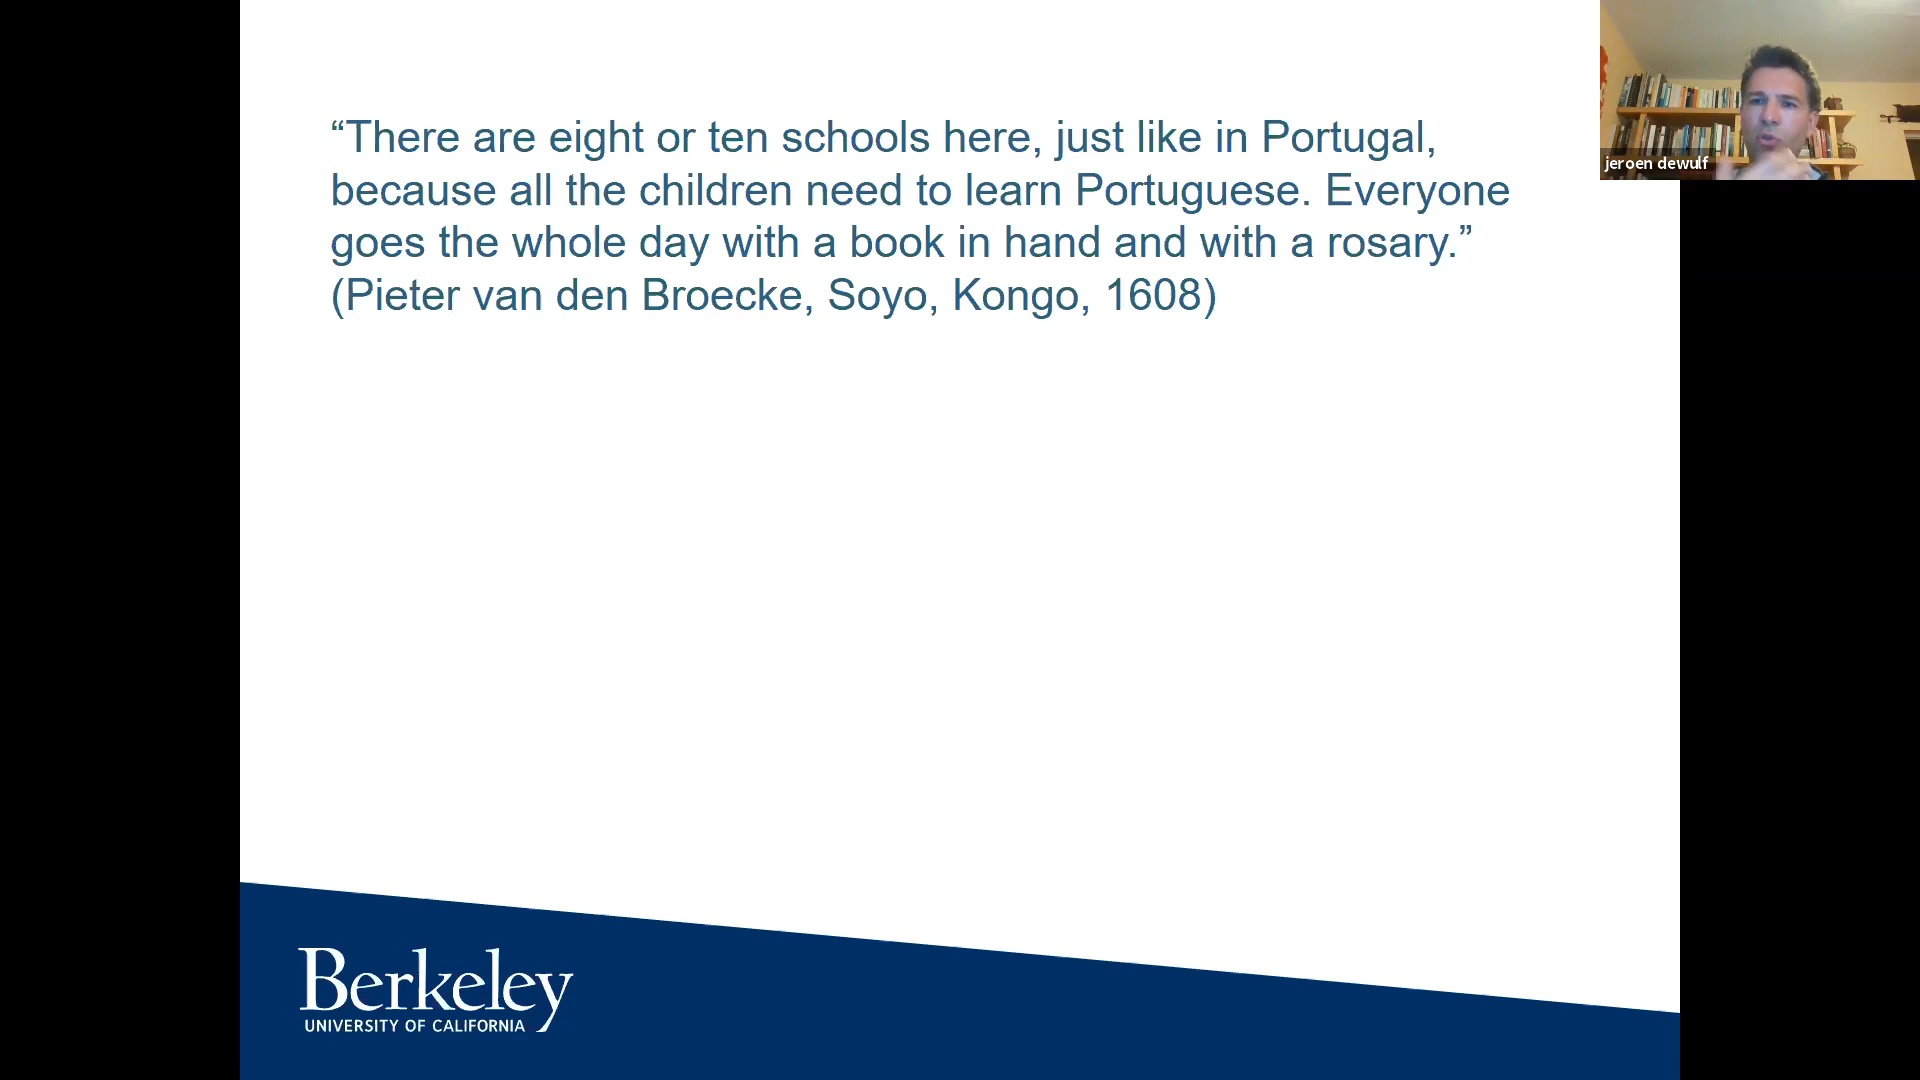 “There are eight or ten schools here, just like in Portugal,
because all the children need to learn Portuguese. Everyone
goes the whole day with a book in hand and with a rosary.”
(Pieter van den Broecke, Soyo, Kongo, 1608)
jeroen dewulf
Berkeley
UNIVERSITY OF CALIFORNIA